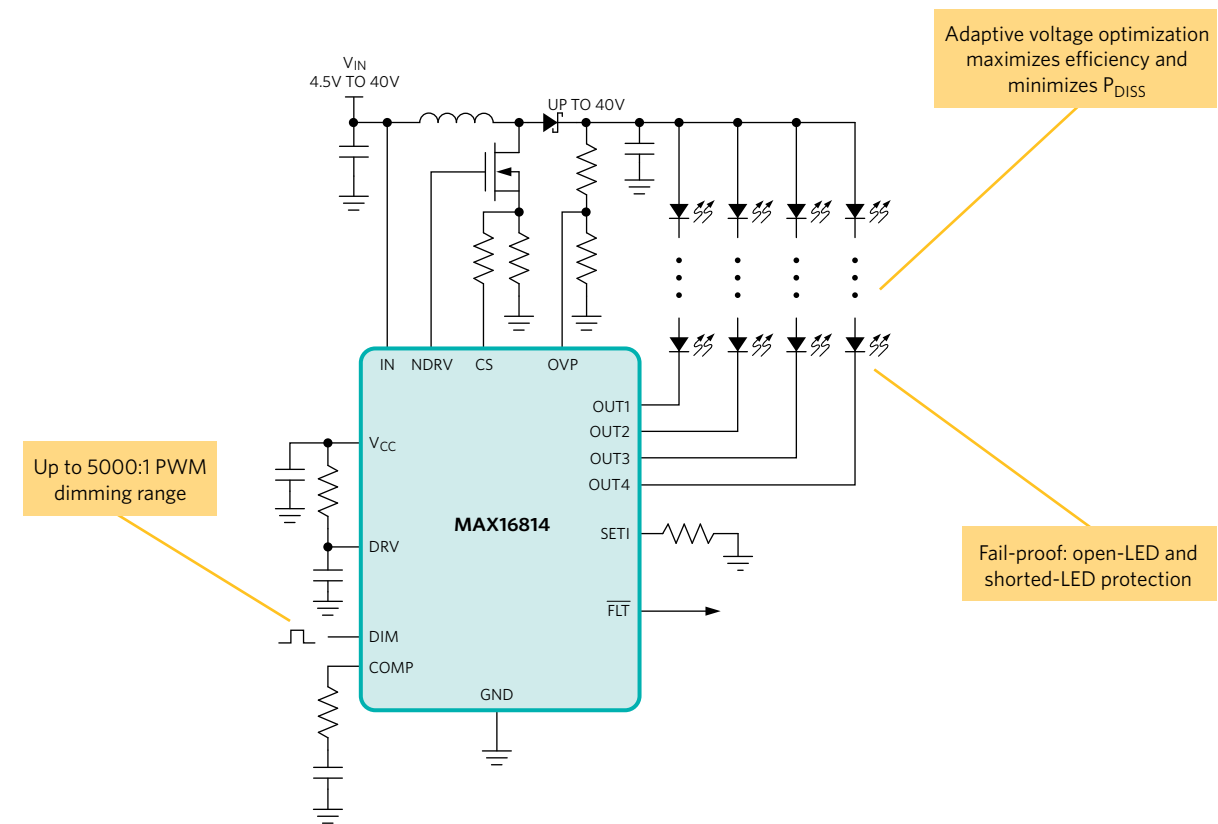 Adaptive voltage optimization
maximizes efficiency and
minimizes PDISS
VIN
4.5V TO 40V
UP TO 40V
IN
NDRV
CS
OVP
OUT1
OUT2
OUT3
OUT4
VCC
Up to 5000:1 PWM
dimming range
MAX16814
SETI
DRV
Fail-proof: open-LED and
shorted-LED protection
FLT
DIM
COMP
GND